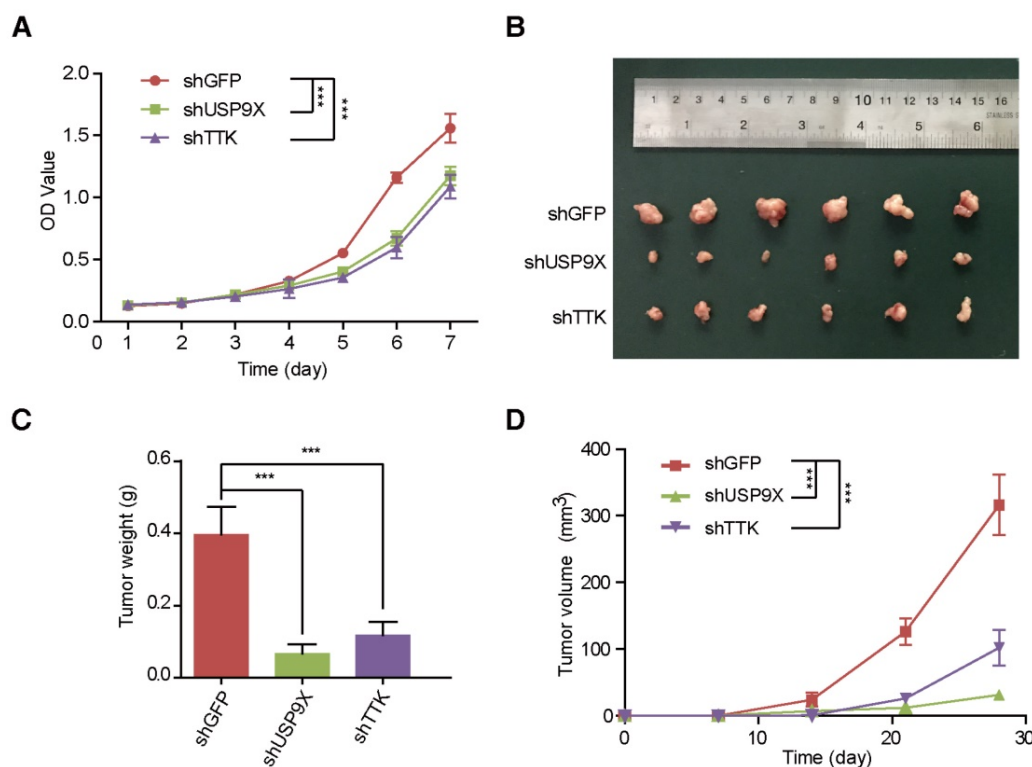 A
shGFP
shUSP9X
shTTK
***
***
2.0
1.5
1.0
0.5
0.0
OD Value
0 1 2 3 4 5 6 7
Time (day)
B
1 2 3 4 5 6 7 8 9 10 11 12 13 14 15 16
STAINLESS
1 2 3 4 5 6
shGFP
shUSP9X
shTTK
C
0.6
0.4
0.2
0.0
Tumor weight (g)
***
***
shGFP
shUSP9X
shTTK
D
shGFP
shUSP9X
shTTK
***
***
400
300
200
100
0
Tumor volume (mm3)
0 10 20 30
Time (day)